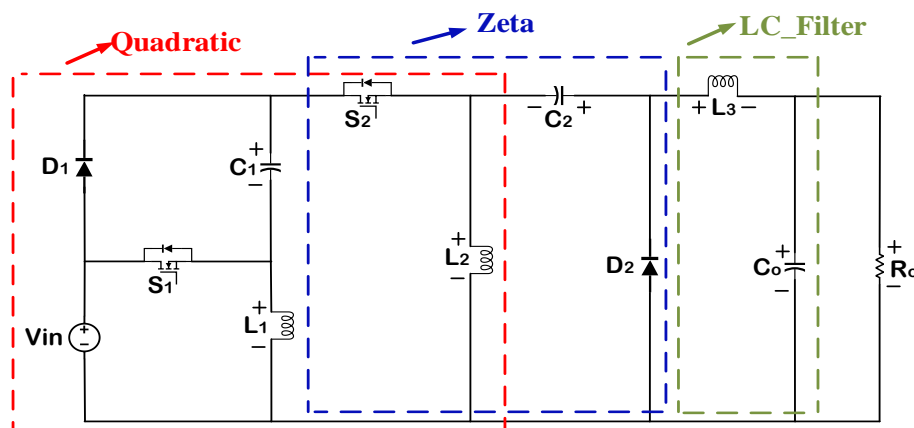 Quadratic
Zeta
LC_Filter
S2
C2
L3
D1
C1
L2
D2
Co
Ro
S1
L1
Vin